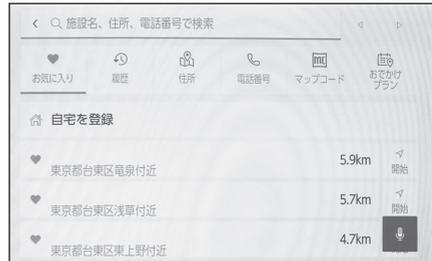 施設名、住所、電話番号で検索
お気に入り
履歴
住所
電話番号
マップコード
おでかけ
プラン
自宅を登録
5.9km
東京都台東区竜泉付近
開始
5.7km
東京都台東区浅草付近
開始
4.7km
東京都台東区東上野付近